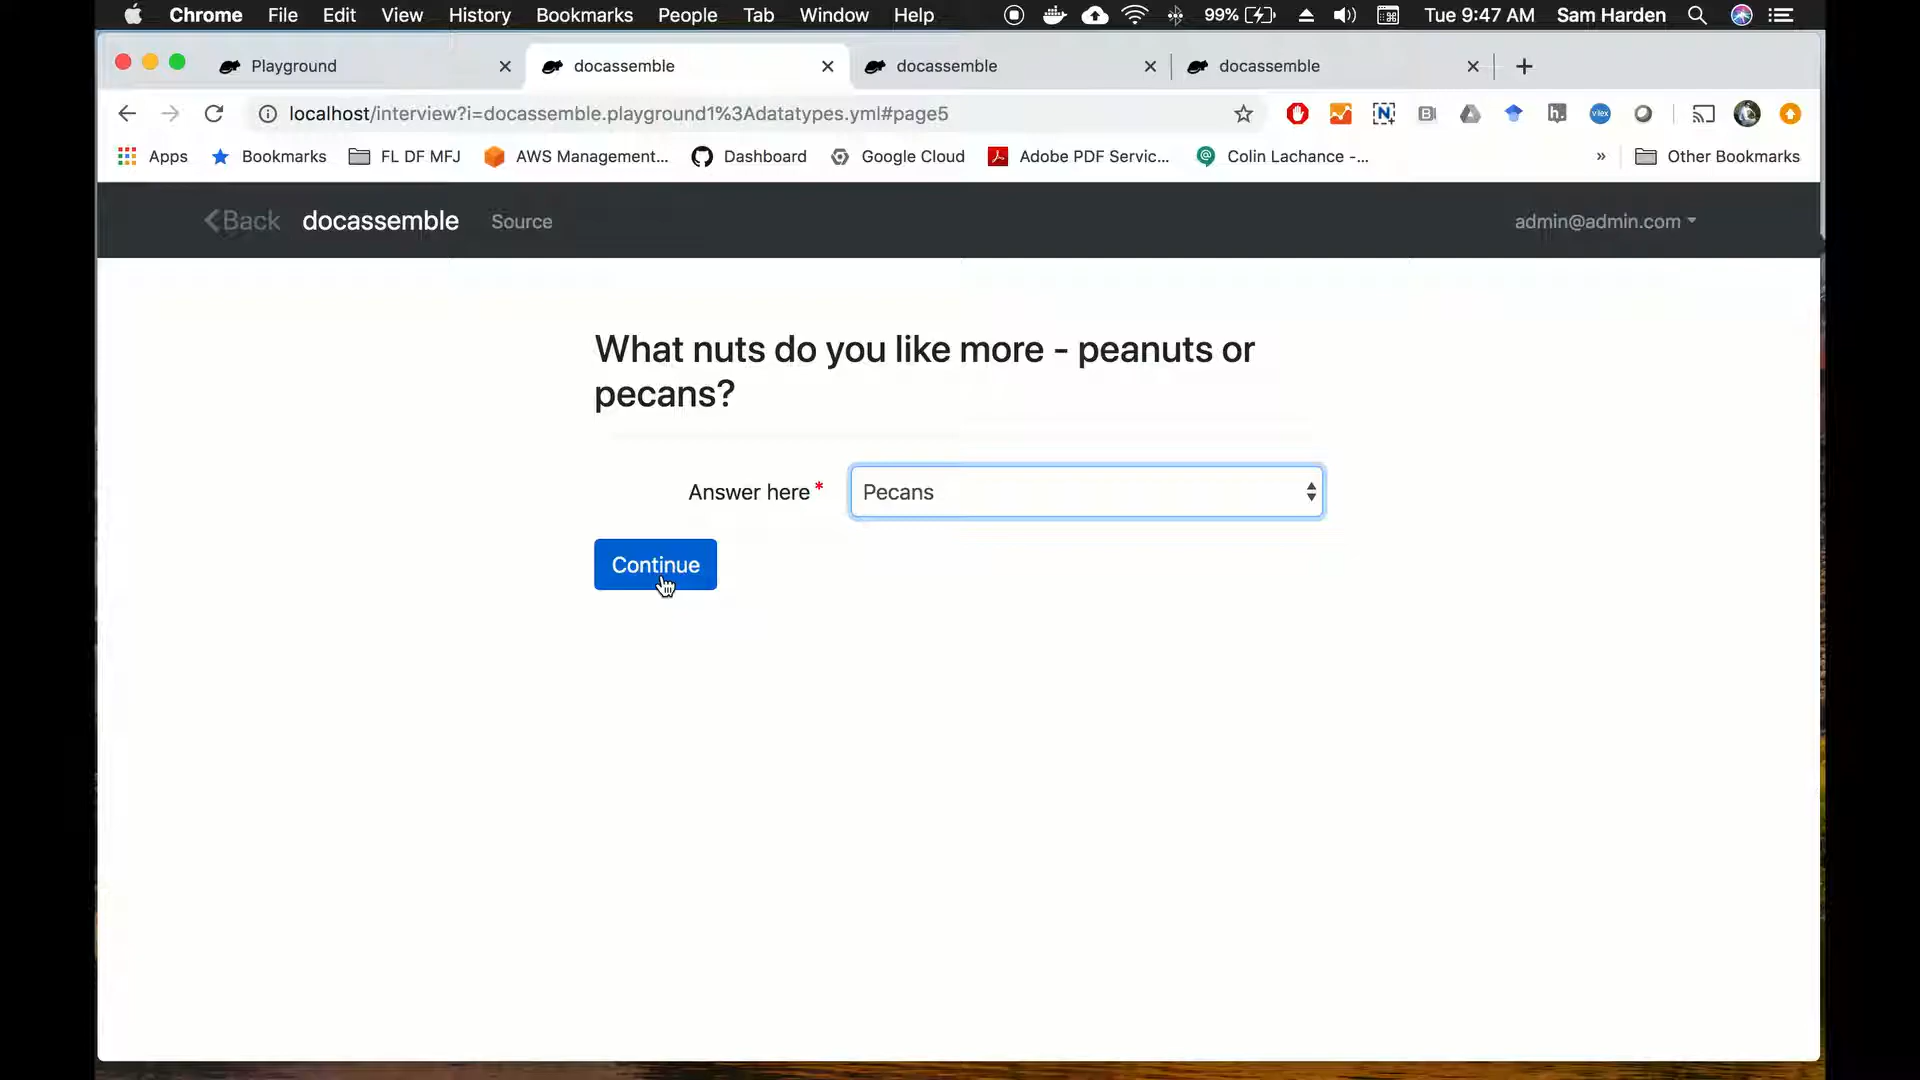 Chrome File Edit View History Bookmarks People Tab Window Help 99% Tue 9:47 AM Sam Harden
Playground docassemble docassemble docassemble
localhost/interview?i=docassemble.playground1%3Adatatypes.yml#page5
Apps Bookmarks FL DF MFJ AWS Management... Dashboard Google Cloud Adobe PDF Servic... Colin Lachance -... » Other Bookmarks
Back docassemble Source admin@admin.com
What nuts do you like more - peanuts or
pecans?
Answer here * Pecans
Continue